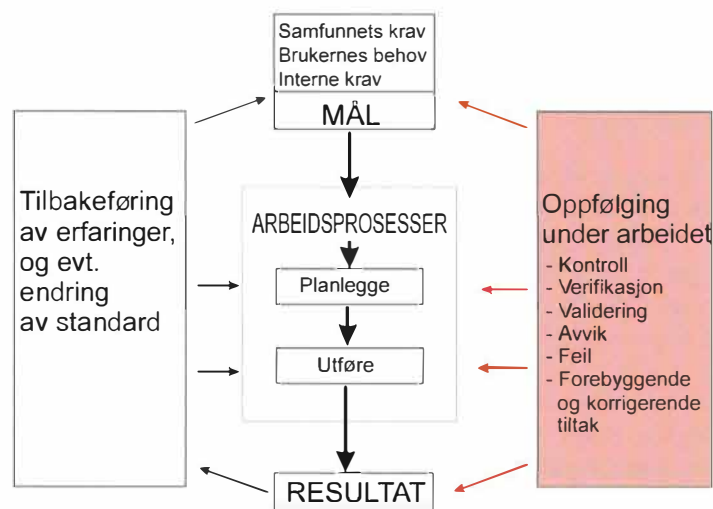 Samfunnets krav
Brukernes behov
Interne krav
MÅL
Tilbakeføring
av erfaringer,
og evt.
endring
av standard
ARBEIDSPROSESSER
Planlegge
Utføre
RESULTAT
Oppfølging
under arbeidet
- Kontroll
- Verifikasjon
- Validering
- Avvik
- Feil
- Forebyggende
og korrigerende
tiltak